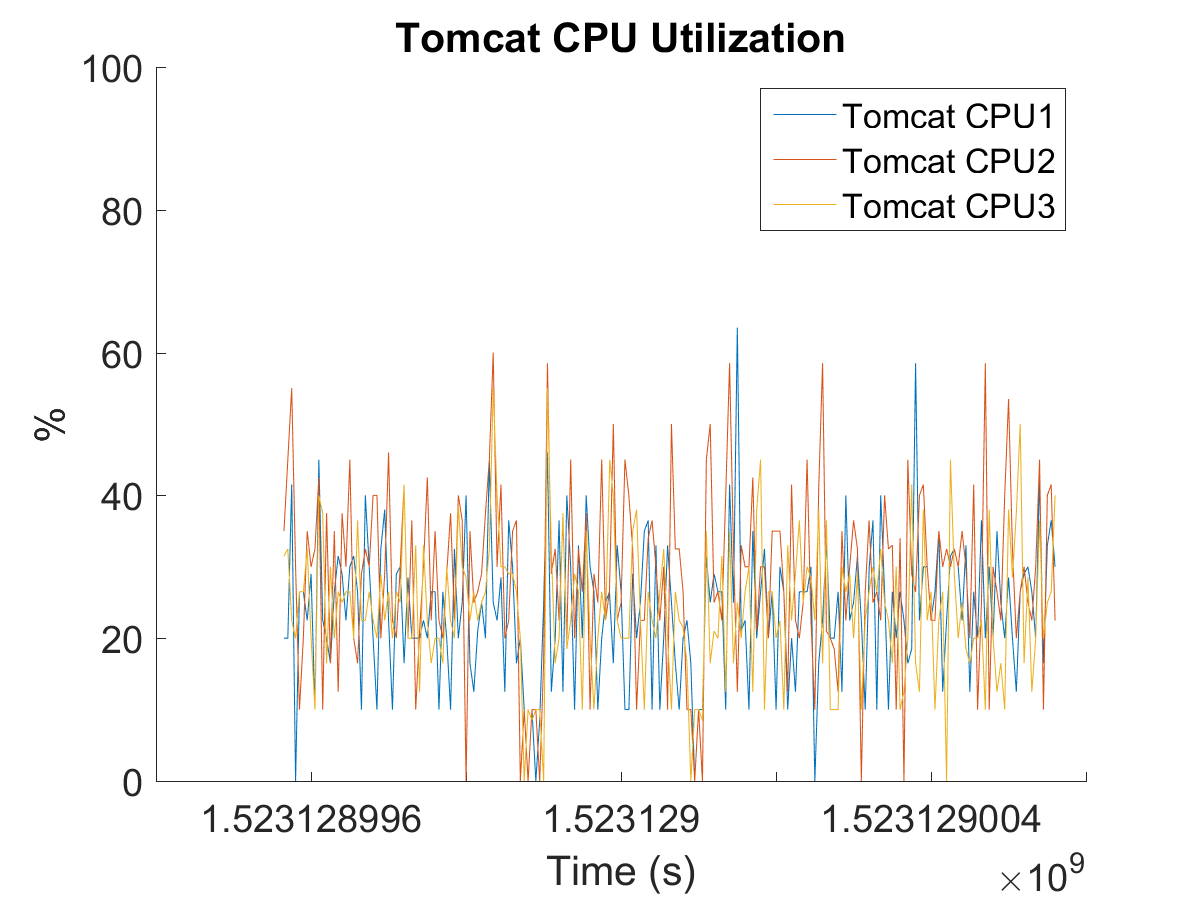 Tomcat CPU Utilization
100
80
60
40
20
0
%
Tomcat CPU1
Tomcat CPU2
Tomcat CPU3
1.523128996
1.523129
1.523129004
Time (s)
×10⁹